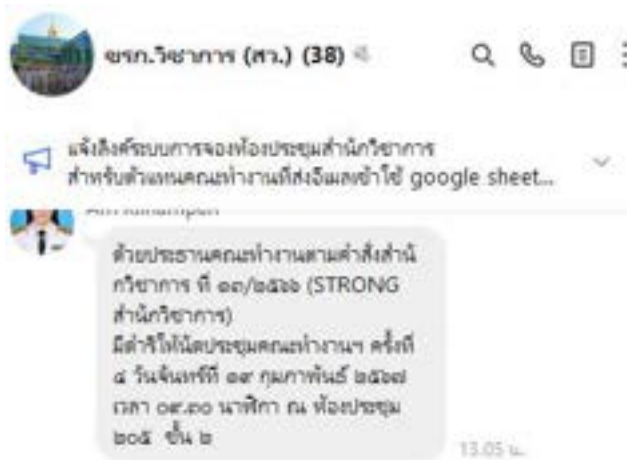 ขรก.วิชาการ (สว.) (38)
แจ้งลิงค์ระบบการจองห้องประชุมสำนักวิชาการ
สำหรับตัวแทนคณะทำงานที่ส่งอีเมลเข้าใช้ google sheet...
ด้วยประธานคณะทำงานตามคำสั่งสำนั
กวิชาการ ที่ ๑๓/๒๕๖๖ (STRONG
สำนักวิชาการ)
มีดำริให้นัดประชุมคณะทำงานฯ ครั้งที่
๔ วันจันทร์ที่ ๑๙ กุมภาพันธ์ ๒๕๖๗
เวลา ๐๙.๓๐ นาฬิกา ณ ห้องประชุม
๒๐๕ ชั้น ๒
13.05 น.